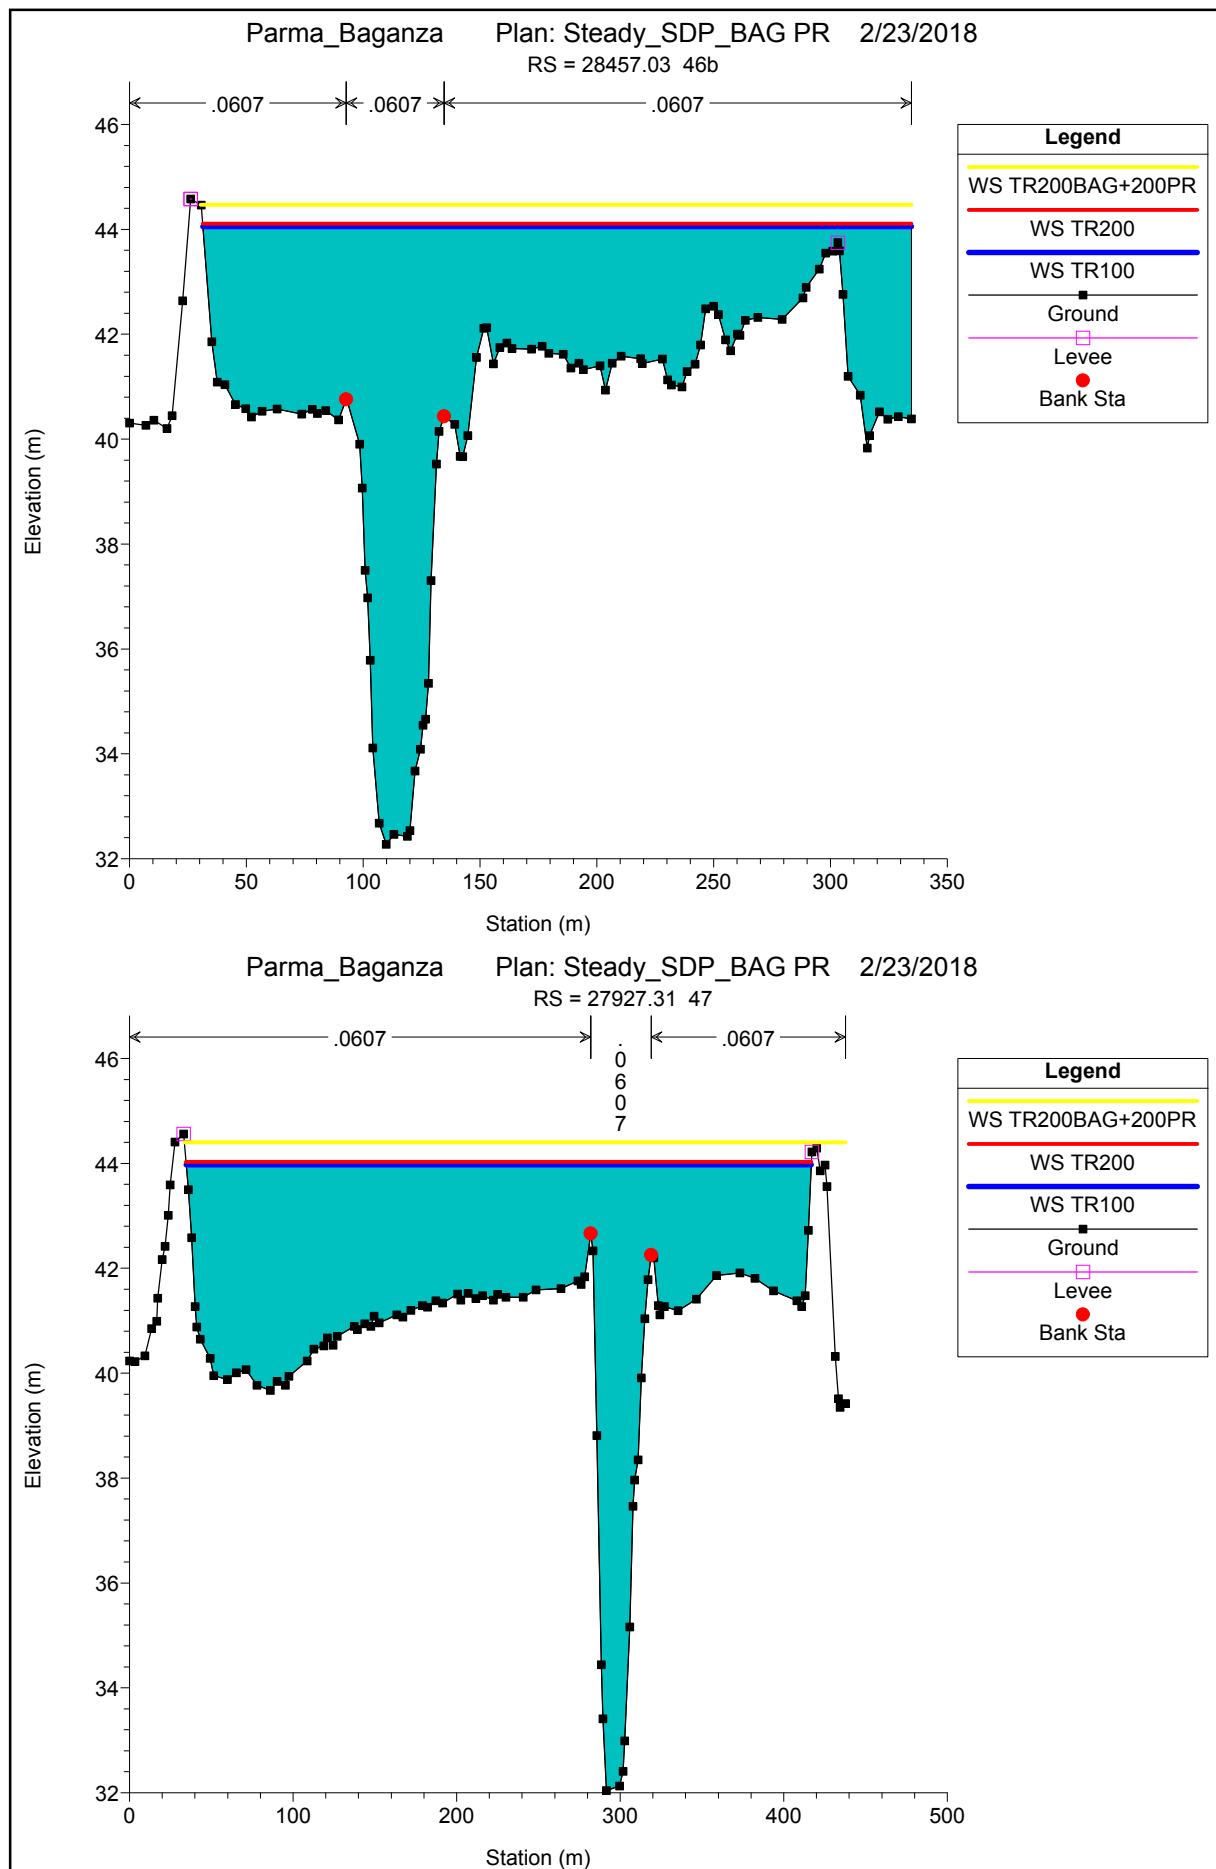 Parma_Baganza Plan: Steady_SDP_BAG PR 2/23/2018
RS = 28457.03 46b
.0607 .0607 .0607
46
44
42
40
38
36
34
32
Elevation (m)
0 50 100 150 200 250 300 350
Station (m)
Legend
WS TR200BAG+200PR
WS TR200
WS TR100
Ground
Levee
Bank Sta
Parma_Baganza Plan: Steady_SDP_BAG PR 2/23/2018
RS = 27927.31 47
.0607 .0607 .0607
46
44
42
40
38
36
34
32
Elevation (m)
0 100 200 300 400 500
Station (m)
Legend
WS TR200BAG+200PR
WS TR200
WS TR100
Ground
Levee
Bank Sta